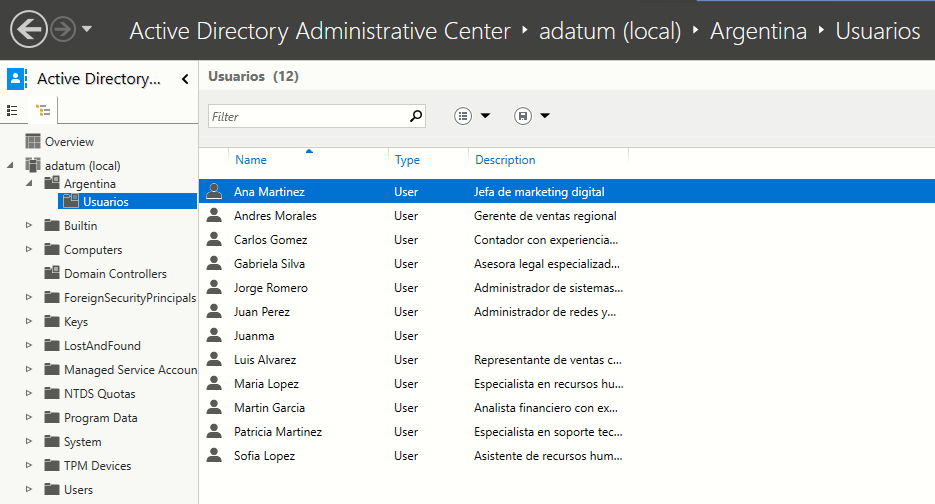 Active Directory Administrative Center ‣ adatum (local) ‣ Argentina ‣ Usuarios
Active Directory...
Overview
adatum (local)
Argentina
Usuarios
Builtin
Computers
Domain Controllers
ForeignSecurityPrincipals
Keys
LostAndFound
Managed Service Accoun
NTDS Quotas
Program Data
System
TPM Devices
Users
Usuarios (12)
Filter
Name Type Description
Ana Martinez User Jefa de marketing digital
Andres Morales User Gerente de ventas regional
Carlos Gomez User Contador con experiencia...
Gabriela Silva User Asesora legal especializad...
Jorge Romero User Administrador de sistemas...
Juan Perez User Administrador de redes y...
Juanma User
Luis Alvarez User Representante de ventas c...
Maria Lopez User Especialista en recursos hu...
Martin Garcia User Analista financiero con ex...
Patricia Martinez User Especialista en soporte tec...
Sofia Lopez User Asistente de recursos hum...